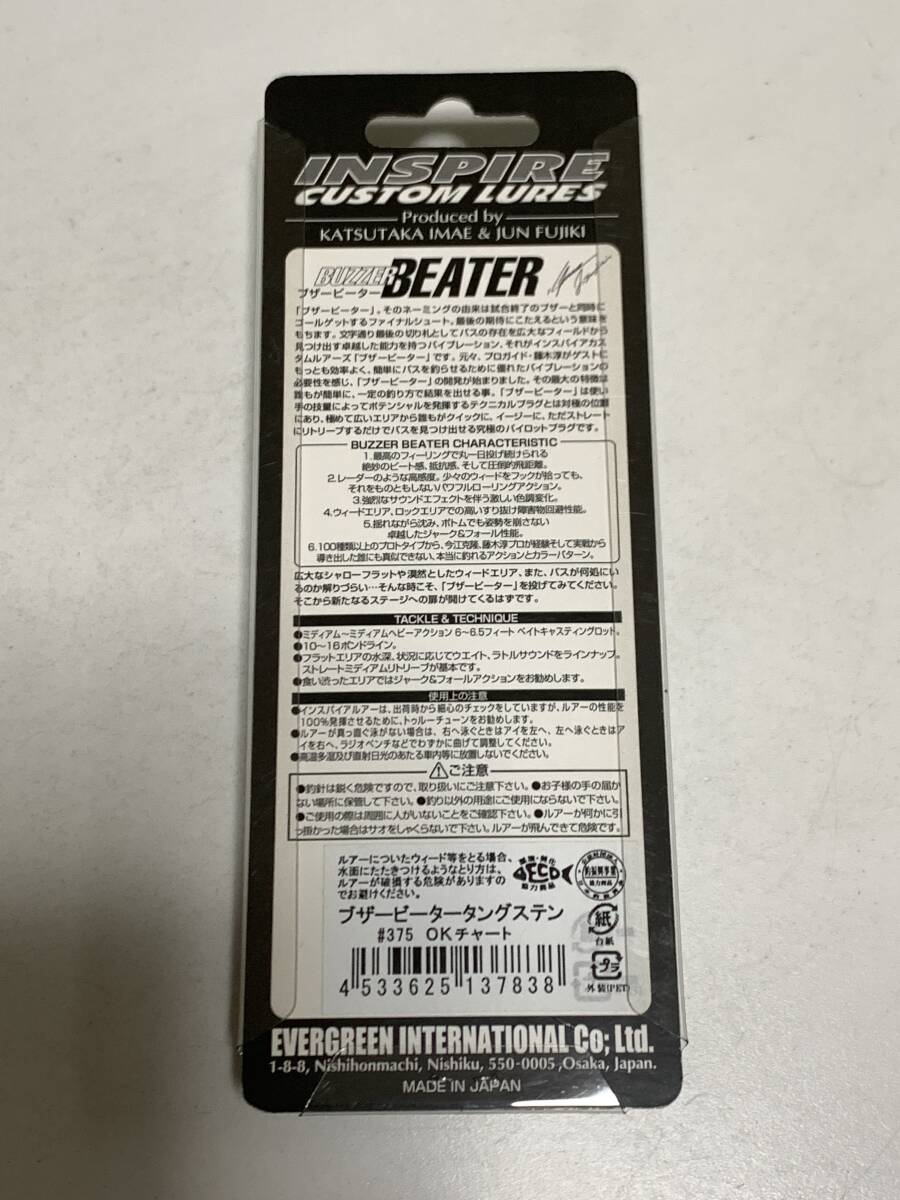 INSPIRE
CUSTOM LURES
Produced by
KATSUTAKA IMAE & JUN FUJIKI
BUZZER BEATER
ブザービーター
「ブザービーター」。そのネーミングの由来は試合終了のブザーと同時に
ゴールゲットするファイナルシュート。最後の期待にこたえるという意味を
もちます。文字通り最後の切り札としてバスの存在を広大なフィールドから
見つけ出す卓越した能力を持つバイブレーション、それがインスパイアカス
タムルアーズ「ブザービーター」です。元々、プロガイド・藤木淳がゲストに
もっとも効率よく、簡単にバスを釣らせるために優れたバイブレーションの
必要性を感じ、「ブザービーター」の開発が始まりました。その最大の特徴は
誰もが簡単に、一定の釣り方で結果を出せる事。「ブザービーター」は使い
手の技量によってポテンシャルを発揮するテクニカルプラグとは対極の位置
にあり、極めて広いエリアから誰もがクイックに、イージーに、ただストレート
にリトリーブするだけでバスを見つけ出せる究極のパイロットプラグです。
BUZZER BEATER CHARACTERISTIC
1.最高のフィーリングで丸一日投げ続けられる
絶妙のビート感、抵抗感、そして圧倒的飛距離。
2.レーダーのような高感度。少々のウィードをフックが拾っても、
それをものともしないパワフルローリングアクション。
3.強烈なサウンドエフェクトを伴う激しい色調変化。
4.ウィードエリア、ロックエリアでの高いすり抜け障害物回避性能。
5.揺れながら沈み、ボトムでも姿勢を崩さない
卓越したジャーク&フォール性能。
6.100種類以上のプロトタイプから、今江克隆、藤木淳プロが経験そして実戦から
導き出した誰にも真似できない、本当に釣れるアクションとカラーパターン。
広大なシャローフラットや漠然としたウィードエリア、また、バスが何処にい
るのか解りづらい…そんな時こそ、「ブザービーター」を投げてみてください。
そこから新たなるステージへの扉が開けてくるはずです。
TACKLE & TECHNIQUE
●ミディアム〜ミディアムヘビーアクション 6〜6.5フィート ベイトキャスティングロッド。
●10〜16ポンドライン。
●フラットエリアの水深、状況に応じてウエイト、ラトルサウンドをラインナップ。
ストレートミディアムリトリーブが基本です。
●食い渋ったエリアではジャーク&フォールアクションをお勧めします。
使用上の注意
●インスパイアルアーは、出荷時から細心のチェックをしていますが、ルアーの性能を
100%発揮させるために、トゥルーチューンをお勧めします。
●ルアーが真っ直ぐ泳がない場合は、右へ泳ぐときはアイを左へ、左へ泳ぐときはア
イを右へ、ラジオペンチなどでわずかに曲げて調整してください。
●高温多湿及び直射日光のあたる車内等に放置しないでください。
ご注意
●釣針は鋭く危険ですので、取り扱いにご注意下さい。●お子様の手の届か
ない場所に保管して下さい。●釣り以外の用途にご使用にならないで下さい。
●ご使用の際は周囲に人がいないことをご確認下さい。●ルアーが何かに引
っ掛かった場合はサオをしゃくらないで下さい。ルアーが飛んできて危険です。
ルアーについたウィード等をとる場合、
水面にたたきつけるようなとり方は、
ルアーが破損する危険がありますの
でお避けください。
ECO
協力商品
ブザービータータングステン
#375 OKチャート
4 533625 137838
紙
台紙
プラ
外装(PET)
EVERGREEN INTERNATIONAL Co; Ltd.
1-8-8, Nishihonmachi, Nishiku, 550-0005, Osaka, Japan.
MADE IN JAPAN